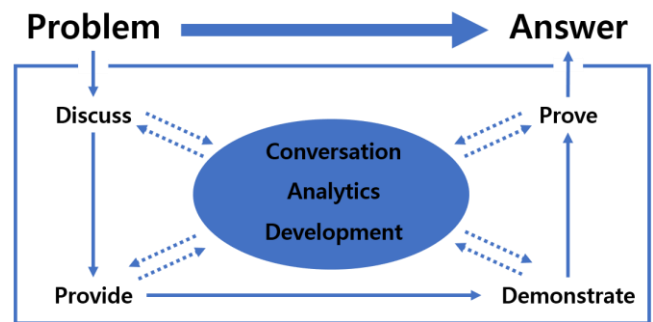 Problem
Answer
Discuss
Prove
Conversation
Analytics
Development
Provide
Demonstrate